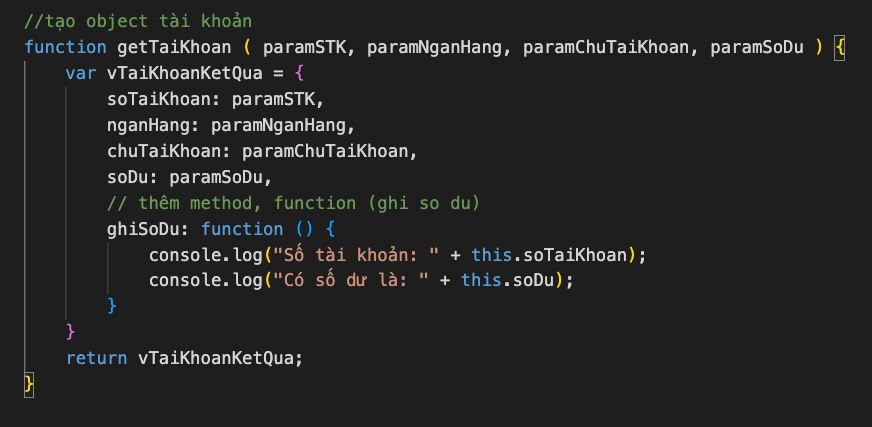 //tạo object tài khoản
function getTaiKhoan ( paramSTK, paramNganHang, paramChuTaiKhoan, paramSoDu ) {
    var vTaiKhoanKetQua = {
        soTaiKhoan: paramSTK,
        nganHang: paramNganHang,
        chuTaiKhoan: paramChuTaiKhoan,
        soDu: paramSoDu,
        // thêm method, function (ghi so du)
        ghiSoDu: function () {
            console.log("Số tài khoản: " + this.soTaiKhoan);
            console.log("Có số dư là: " + this.soDu);
        }
    }
    return vTaiKhoanKetQua;
}